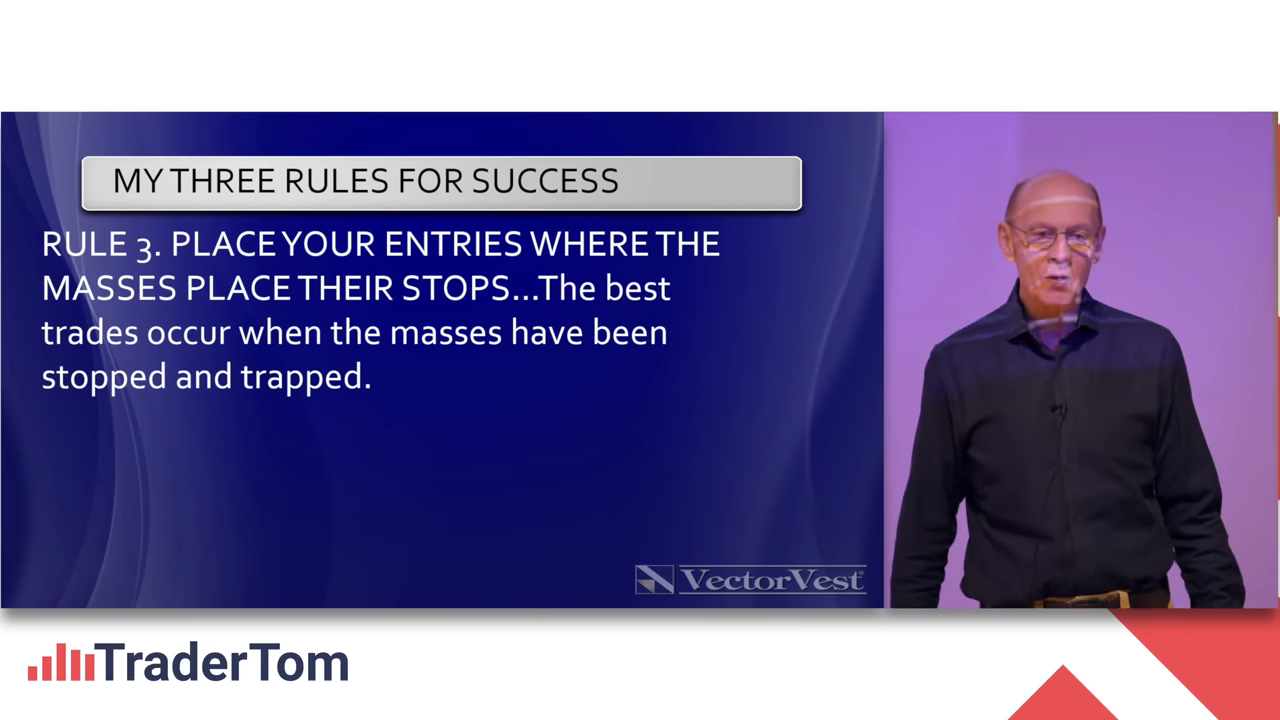 MY THREE RULES FOR SUCCESS
RULE 3. PLACE YOUR ENTRIES WHERE THE
MASSES PLACE THEIR STOPS...The best
trades occur when the masses have been
stopped and trapped.
VectorVest®
TraderTom